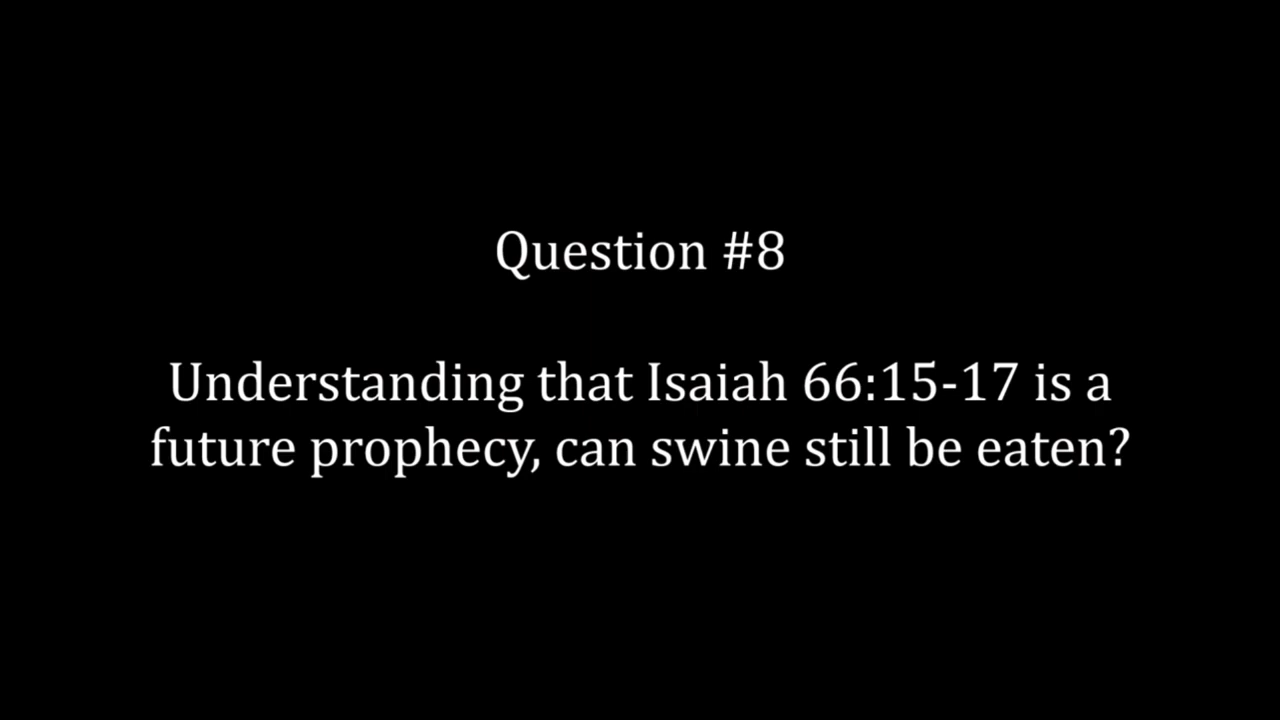 Question #8
Understanding that Isaiah 66:15-17 is a
future prophecy, can swine still be eaten?